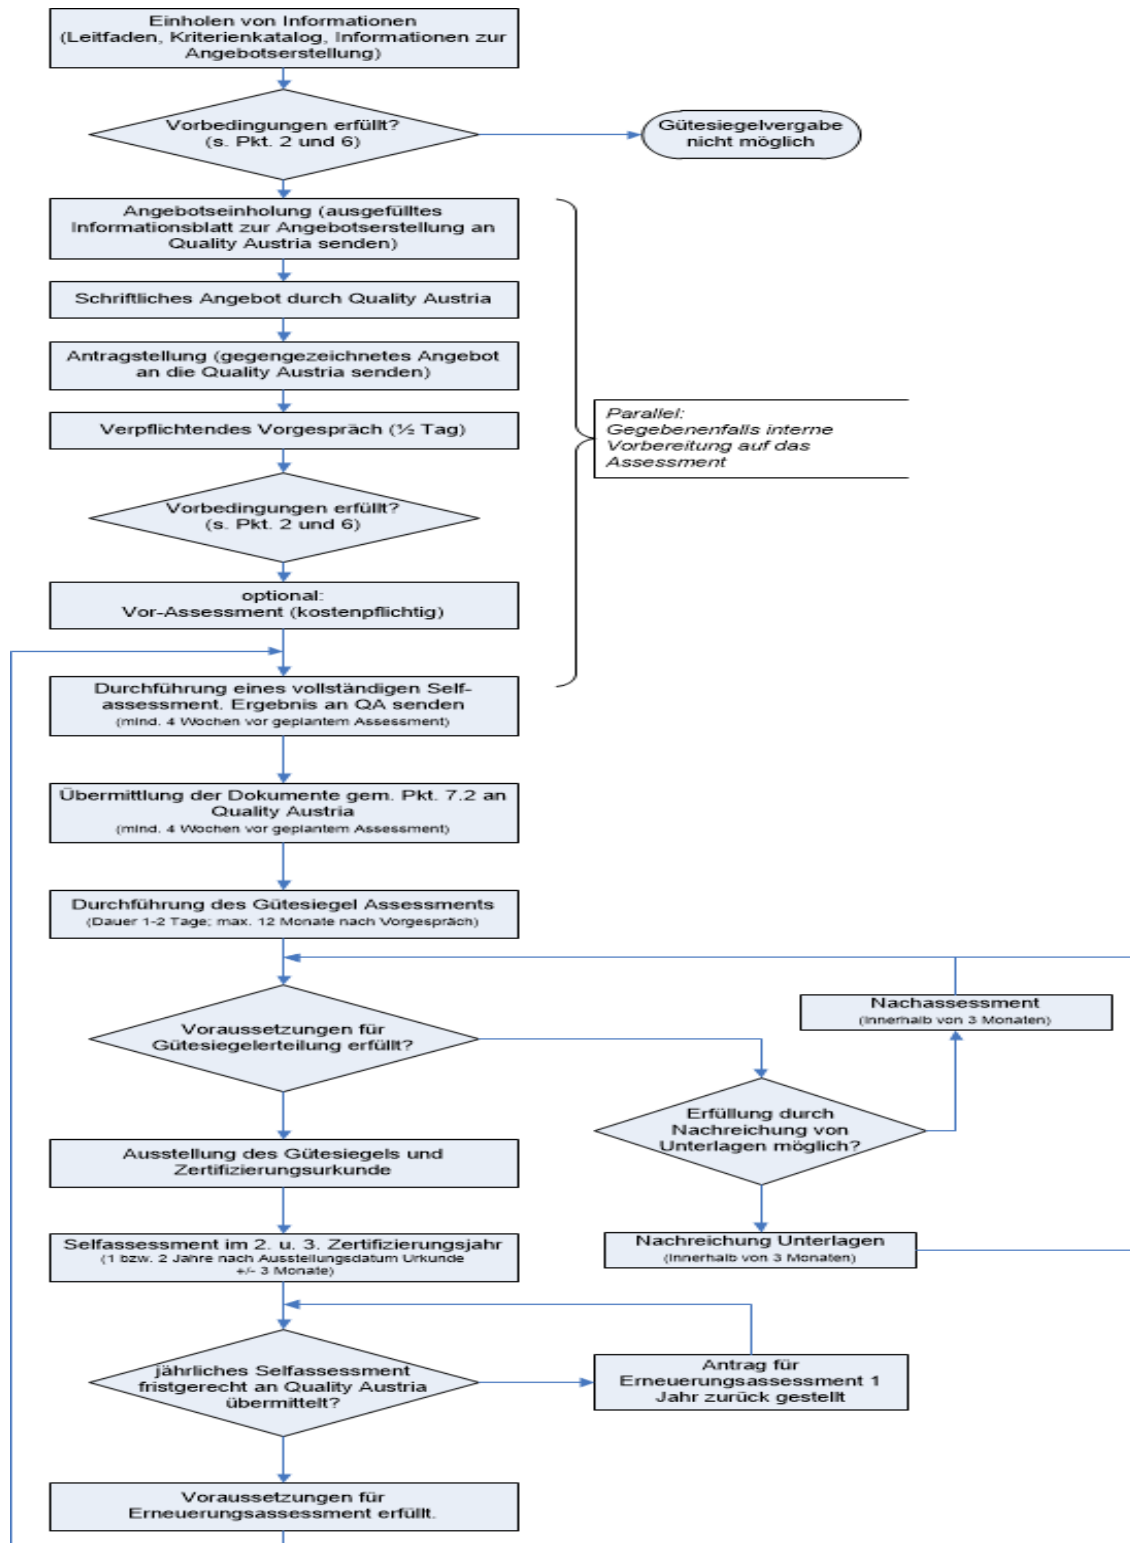 Einholen von Informationen
(Leitfaden, Kriterienkatalog, Informationen zur
Angebotserstellung)
Vorbedingungen erfüllt?
(s. Pkt. 2 und 6)
Gütesiegelvergabe
nicht möglich
Angebotseinholung (ausgefülltes
Informationsblatt zur Angebotserstellung an
Quality Austria senden)
Schriftliches Angebot durch Quality Austria
Antragstellung (gegengezeichnetes Angebot
an die Quality Austria senden)
Verpflichtendes Vorgespräch (½ Tag)
Parallel:
Gegebenenfalls interne
Vorbereitung auf das
Assessment
Vorbedingungen erfüllt?
(s. Pkt. 2 und 6)
optional:
Vor-Assessment (kostenpflichtig)
Durchführung eines vollständigen Self-
assessment. Ergebnis an QA senden
(mind. 4 Wochen vor geplantem Assessment)
Übermittlung der Dokumente gem. Pkt. 7.2 an
Quality Austria
(mind. 4 Wochen vor geplantem Assessment)
Durchführung des Gütesiegel Assessments
(Dauer 1-2 Tage; max. 12 Monate nach Vorgespräch)
Nachassessment
(innerhalb von 3 Monaten)
Voraussetzungen für
Gütesiegelerteilung erfüllt?
Erfüllung durch
Nachreichung von
Unterlagen möglich?
Ausstellung des Gütesiegels und
Zertifizierungsurkunde
Nachreichung Unterlagen
(innerhalb von 3 Monaten)
Selfassessment im 2. u. 3. Zertifizierungsjahr
(1 bzw. 2 Jahre nach Ausstellungsdatum Urkunde
+/- 3 Monate)
jährliches Selfassessment
fristgerecht an Quality Austria
übermittelt?
Antrag für
Erneuerungsassessment 1
Jahr zurück gestellt
Voraussetzungen für
Erneuerungsassessment erfüllt.